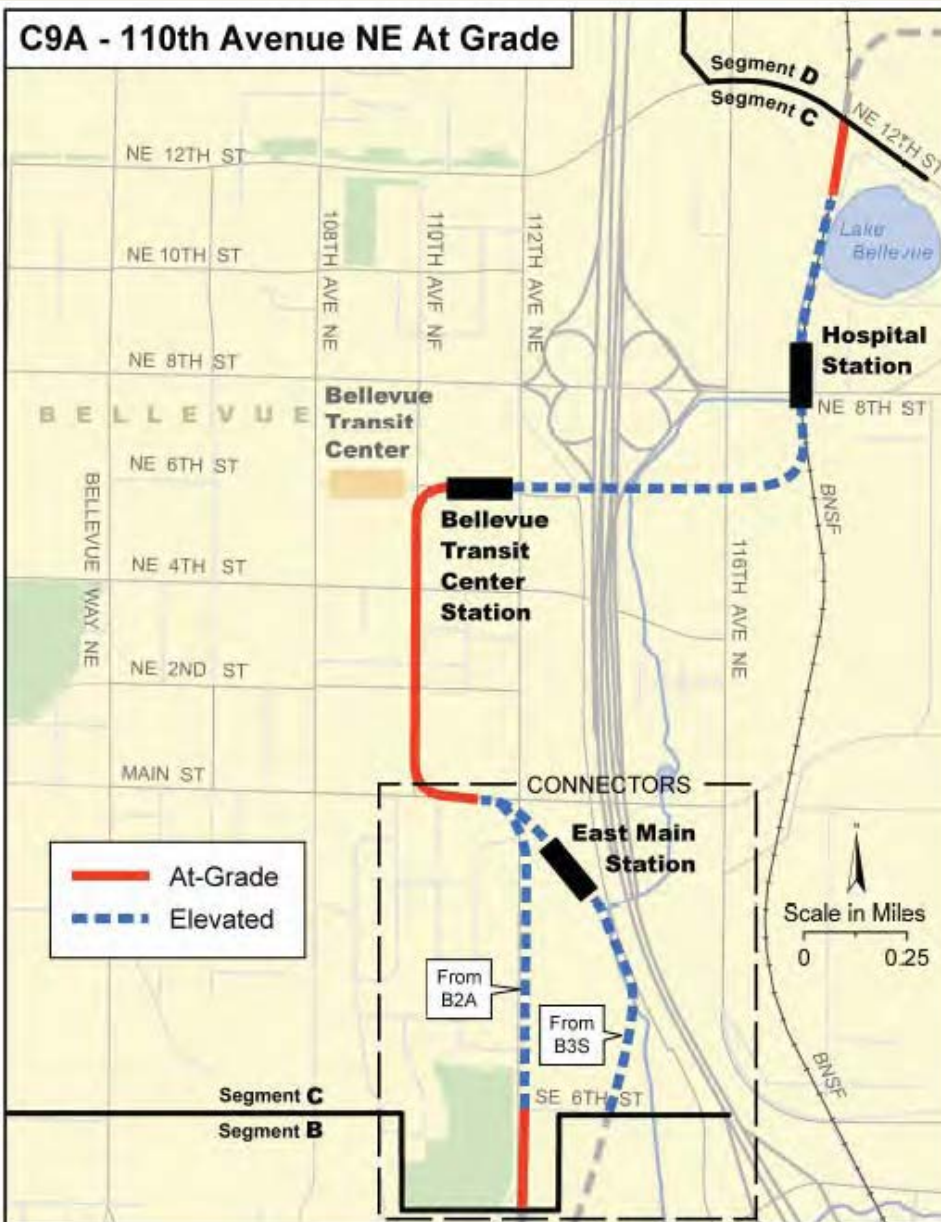 C9A - 110th Avenue NE At Grade
Segment D
Segment C
NE 12TH ST
NE 12TH ST
108TH AVE NE
110TH AVE NE
112TH AVE NE
Lake
Bellevue
NE 10TH ST
Hospital
Station
NE 8TH ST
NE 8TH ST
BELLEVUE
Bellevue
Transit
Center
NE 6TH ST
BELLEVUE WAY NE
BNSF
Bellevue
Transit
Center
Station
NE 4TH ST
116TH AVE NE
NE 2ND ST
MAIN ST
CONNECTORS
East Main
Station
At-Grade
Elevated
N
Scale in Miles
0 0.25
From
B2A
From
B3S
BNSF
Segment C
Segment B
SE 6TH ST